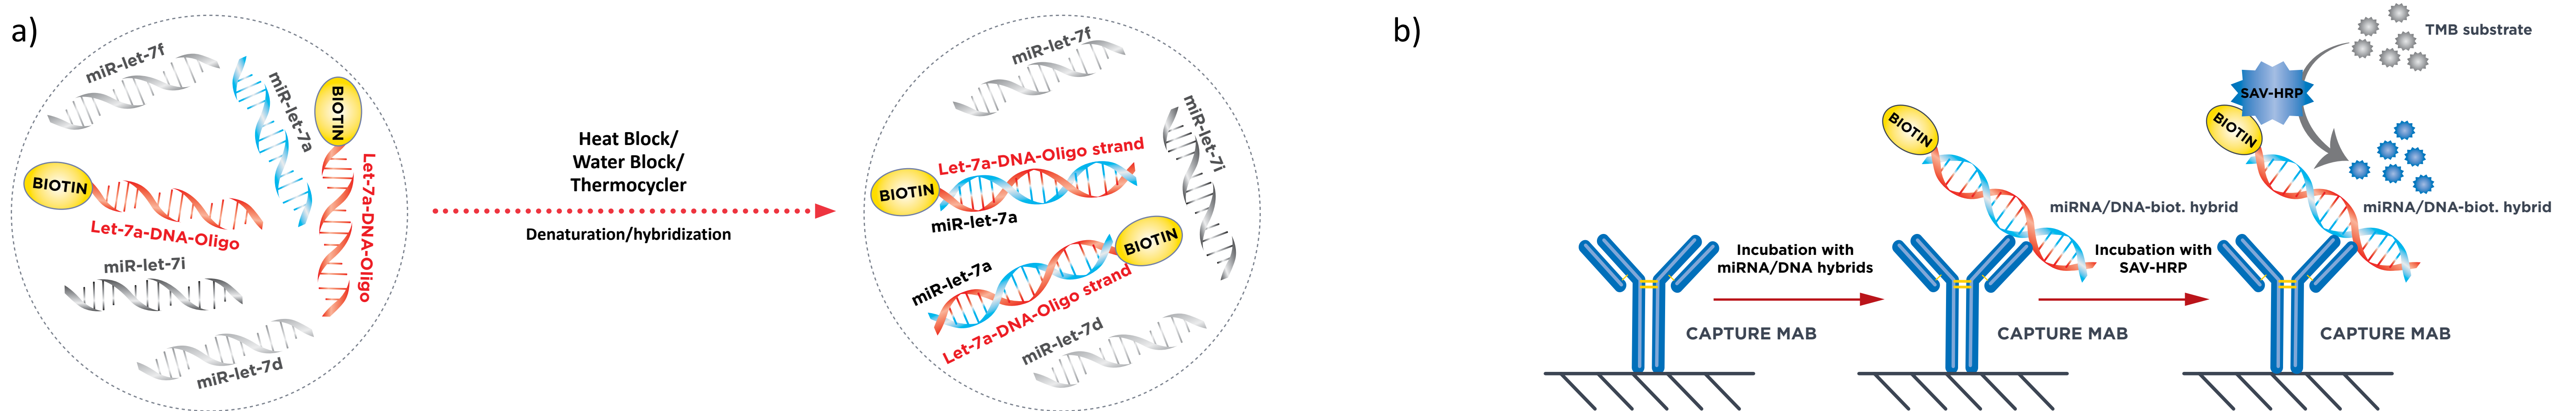 a)
miR-let-7f
miR-let-7a
BIOTIN
BIOTIN
Let-7a-DNA-Oligo
Let-7a-DNA-Oligo
miR-let-7i
miR-let-7d
Heat Block/
Water Block/
Thermocycler
Denaturation/hybridization
miR-let-7f
miR-let-7i
Let-7a-DNA-Oligo strand
BIOTIN
miR-let-7a
BIOTIN
miR-let-7a
Let-7a-DNA-Oligo strand
miR-let-7d
b)
CAPTURE MAB
Incubation with
miRNA/DNA hybrids
BIOTIN
miRNA/DNA-biot. hybrid
CAPTURE MAB
Incubation with
SAV-HRP
TMB substrate
SAV-HRP
BIOTIN
miRNA/DNA-biot. hybrid
CAPTURE MAB